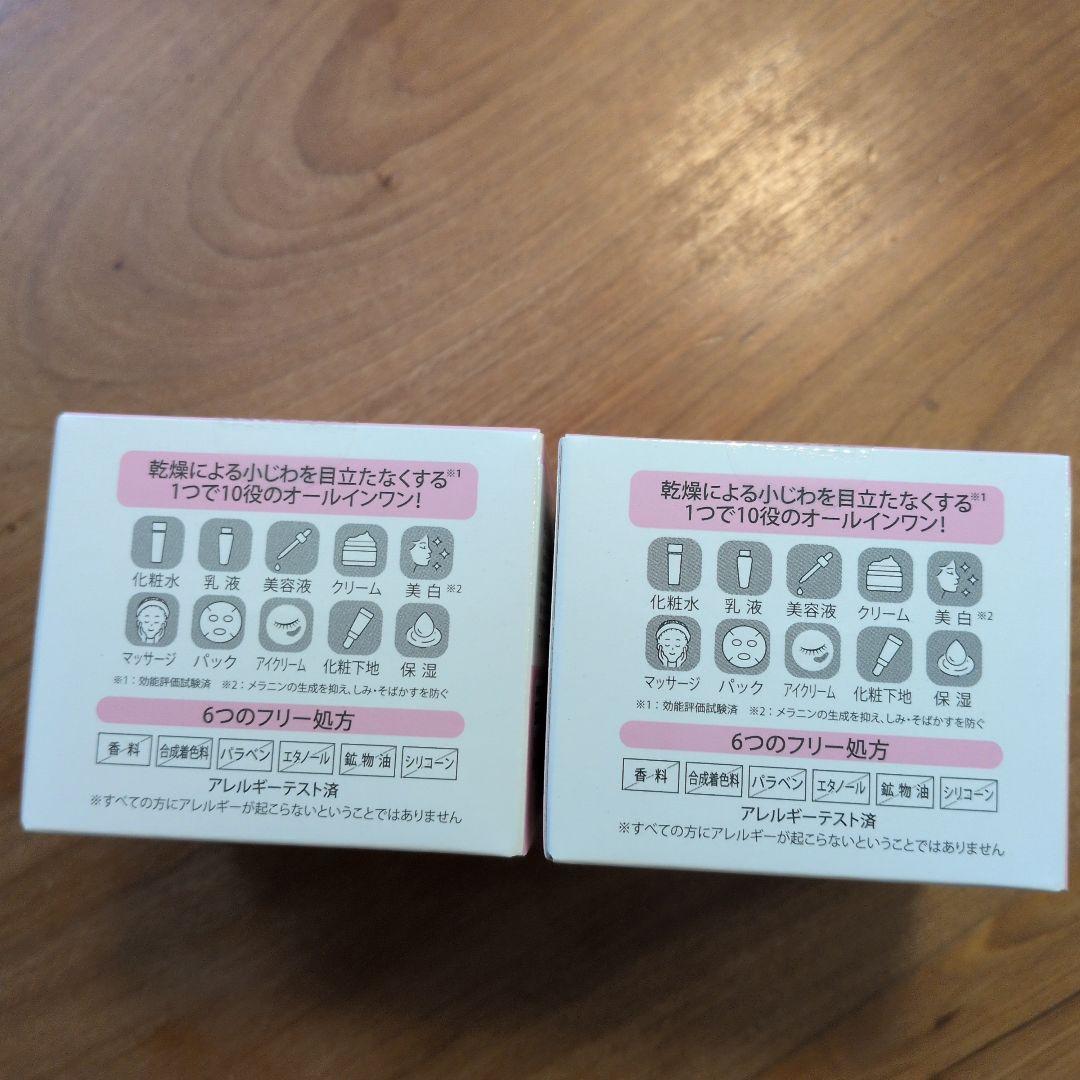 乾燥による小じわを目立たなくする※1
1つで10役のオールインワン!
化粧水 乳液 美容液 クリーム 美白※2
マッサージ パック アイクリーム 化粧下地 保湿
※1：効能評価試験済 ※2：メラニンの生成を抑え、しみ・そばかすを防ぐ
6つのフリー処方
香料 合成着色料 パラベン エタノール 鉱物油 シリコーン
アレルギーテスト済
※すべての方にアレルギーが起こらないということではありません
乾燥による小じわを目立たなくする※1
1つで10役のオールインワン!
化粧水 乳液 美容液 クリーム 美白※2
マッサージ パック アイクリーム 化粧下地 保湿
※1：効能評価試験済 ※2：メラニンの生成を抑え、しみ・そばかすを防ぐ
6つのフリー処方
香料 合成着色料 パラベン エタノール 鉱物油 シリコーン
アレルギーテスト済
※すべての方にアレルギーが起こらないということではありません